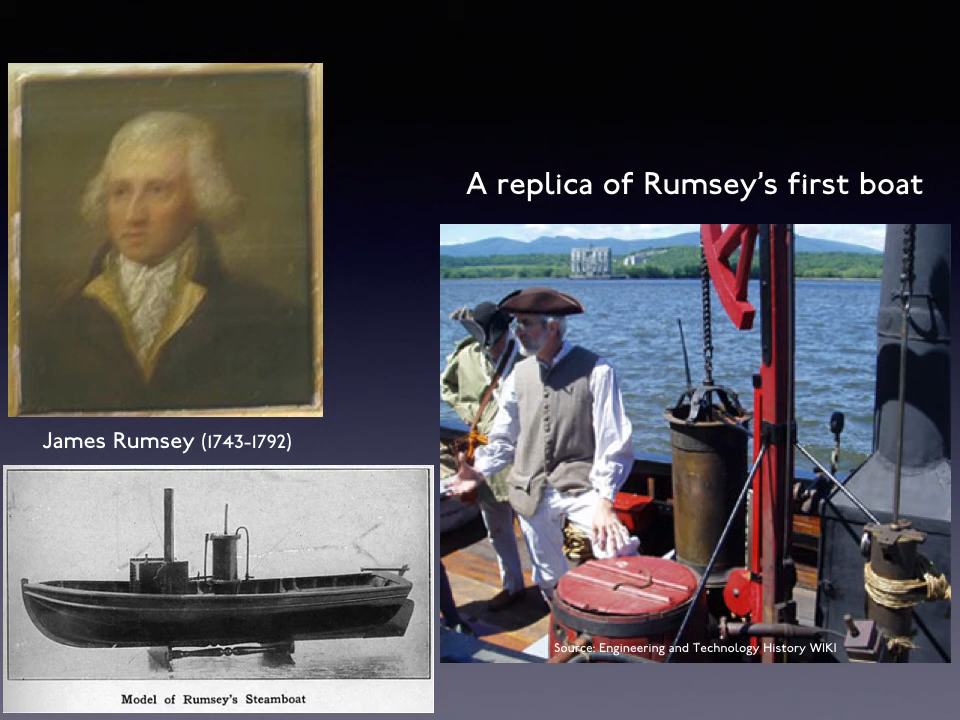 A replica of Rumsey's first boat
James Rumsey (1743-1792)
Source: Engineering and Technology History WIKI
Model of Rumsey's Steamboat